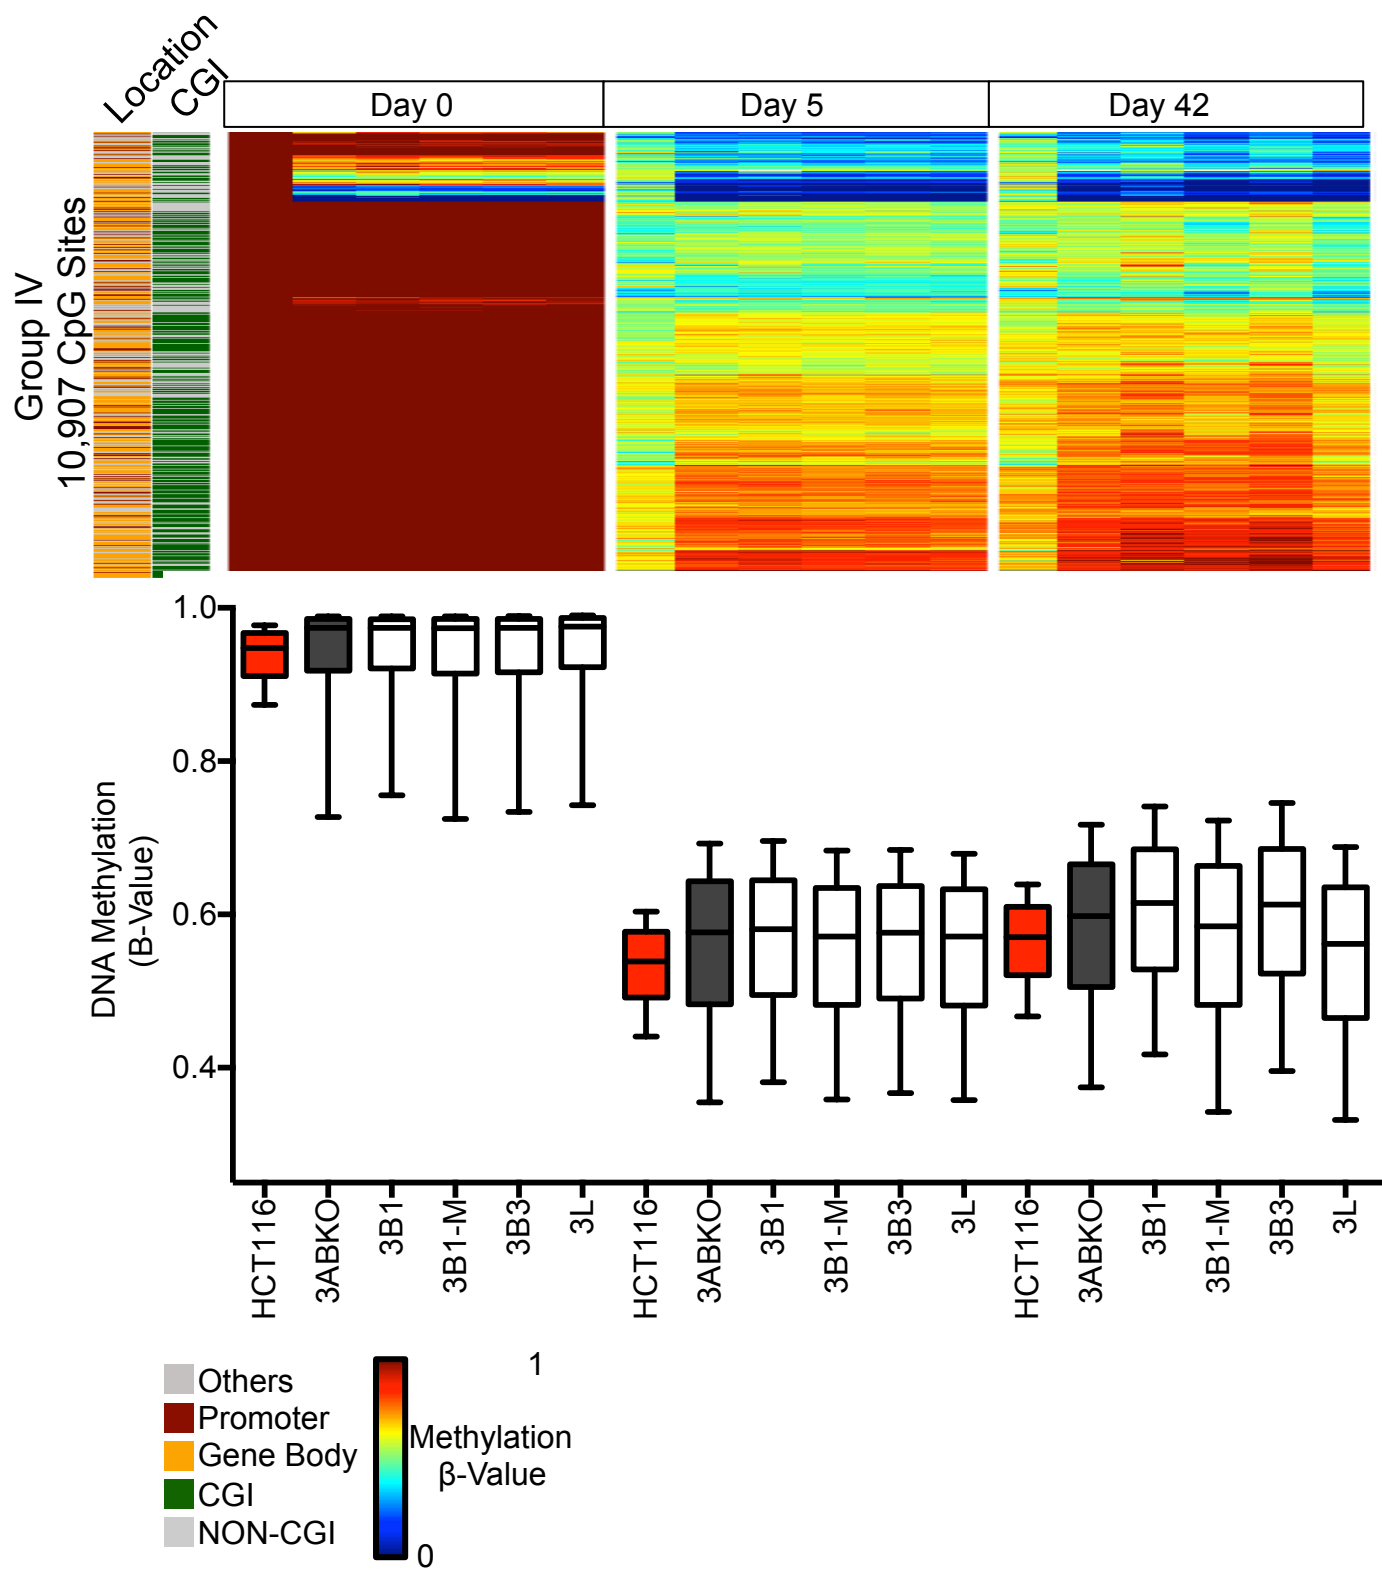 Location
CGI
Day 0
Day 5
Day 42
Group IV
10,907 CpG Sites
1.0
0.8
0.6
0.4
DNA Methylation
(B-Value)
HCT116
3ABKO
3B1
3B1-M
3B3
3L
HCT116
3ABKO
3B1
3B1-M
3B3
3L
HCT116
3ABKO
3B1
3B1-M
3B3
3L
Others
Promoter
Gene Body
CGI
NON-CGI
1
Methylation
β-Value
0